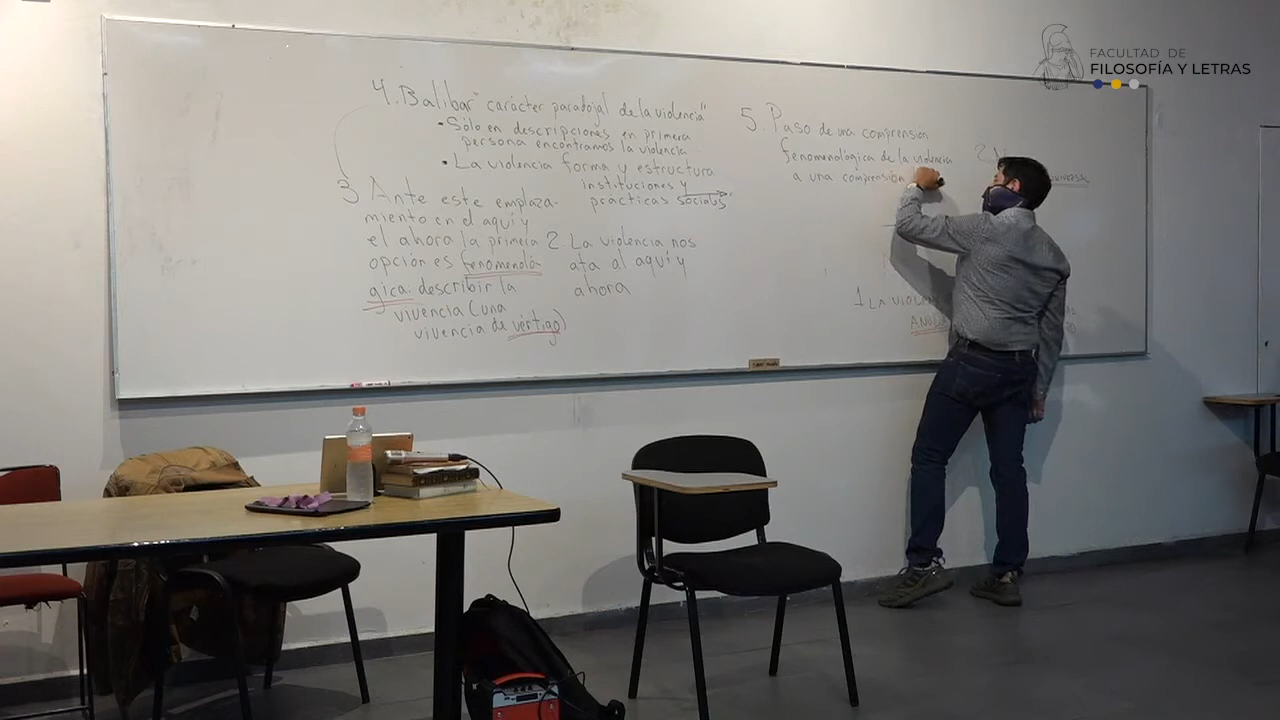 FACULTAD DE
FILOSOFÍA Y LETRAS
4. Balibar "carácter paradojal de la violencia"
• Sólo en descripciones en primera
persona encontramos la violencia
• La violencia forma y estructura
instituciones y
prácticas sociales
3 Ante este emplaza-
miento en el aquí y
el ahora la primera
opción es fenomenoló-
gica: describir la
vivencia (una
vivencia de vértigo)
2. La violencia nos
ata al aquí y
ahora
5. Paso de una comprensión
fenomenológica de la violencia
a una comprensión
UNIVERSAL
1 LA